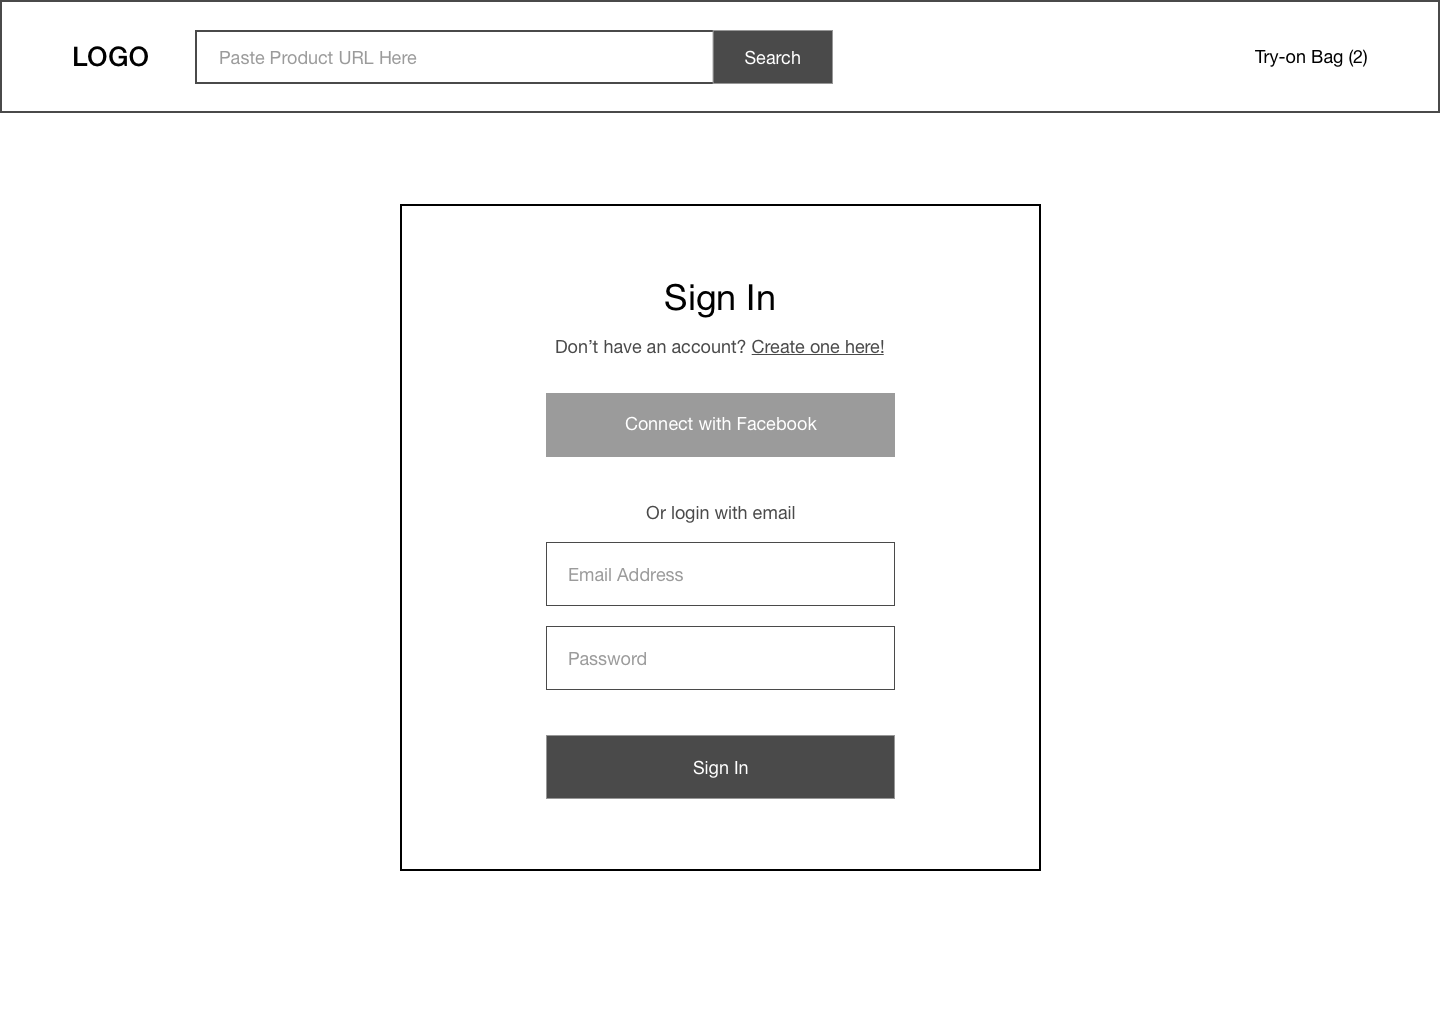 LOGO
Paste Product URL Here
Search
Try-on Bag (2)
Sign In
Don’t have an account? Create one here!
Connect with Facebook
Or login with email
Email Address
Password
Sign In